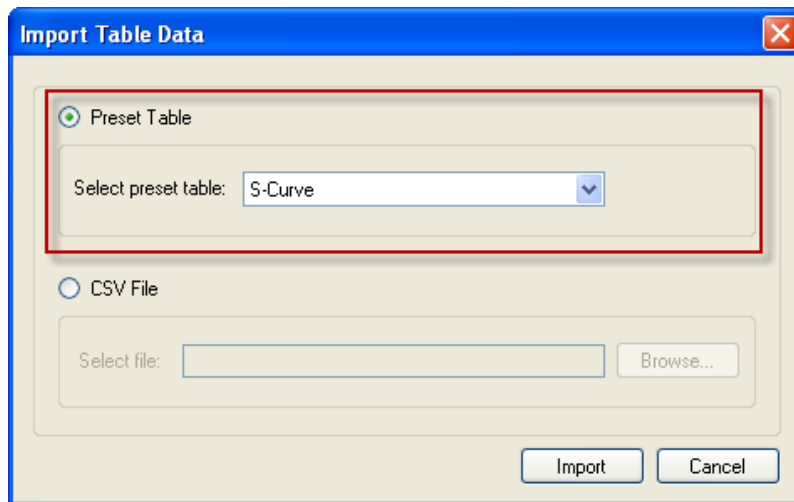 Import Table Data
Preset Table
Select preset table: S-Curve
CSV File
Select file: Browse...
Import Cancel